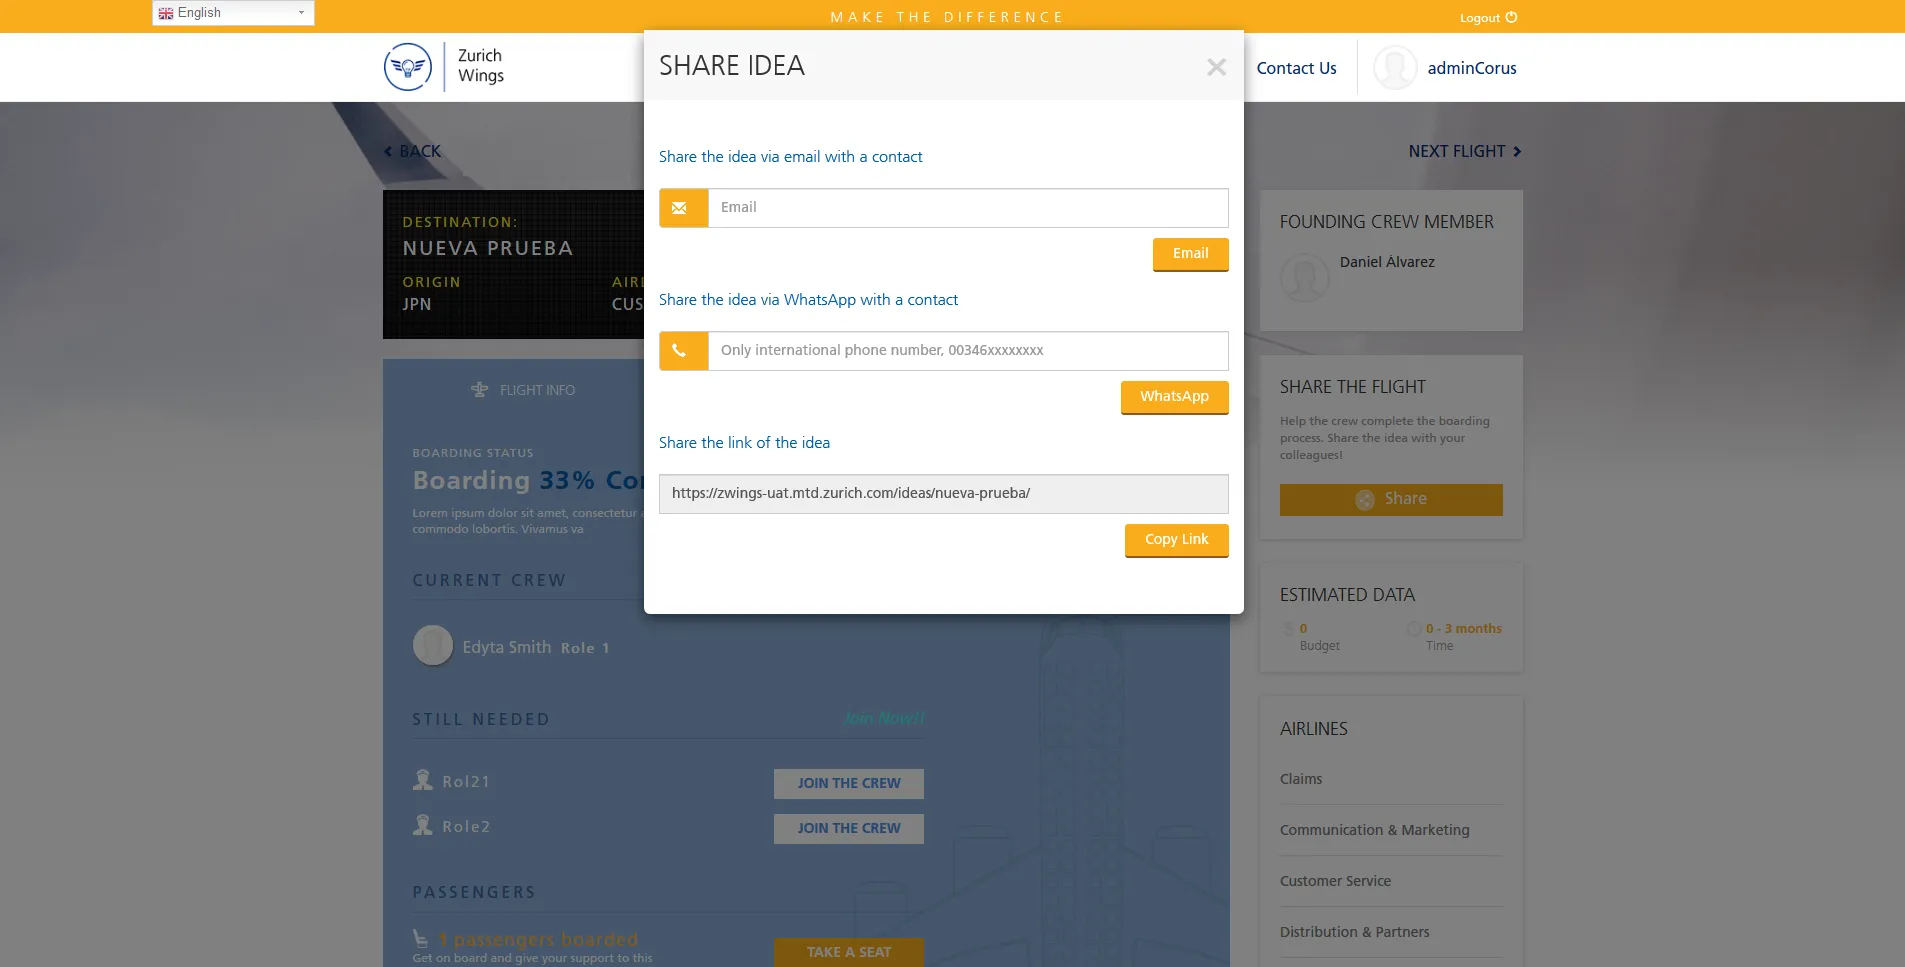 English
MAKE THE DIFFERENCE
Logout
Zurich
Wings
Contact Us
adminCorus
SHARE IDEA
Share the idea via email with a contact
Email
Email
Share the idea via WhatsApp with a contact
Only international phone number, 00346xxxxxxxx
WhatsApp
Share the link of the idea
https://zwings-uat.mtd.zurich.com/ideas/nueva-prueba/
Copy Link
BACK
NEXT FLIGHT
DESTINATION:
NUEVA PRUEBA
ORIGIN
JPN
CUS
FLIGHT INFO
BOARDING STATUS
Boarding 33%
Lorem ipsum dolor sit amet, consectetur
commodo lobortis. Vivamus va
CURRENT CREW
Edyta Smith Role 1
STILL NEEDED
Join Now!!
Rol21
JOIN THE CREW
Role2
JOIN THE CREW
PASSENGERS
passengers boarded
Get on board and give your support to this
TAKE A SEAT
FOUNDING CREW MEMBER
Daniel Álvarez
SHARE THE FLIGHT
Help the crew complete the boarding
process. Share the idea with your
colleagues!
Share
ESTIMATED DATA
0
Budget
0 - 3 months
Time
AIRLINES
Claims
Communication & Marketing
Customer Service
Distribution & Partners